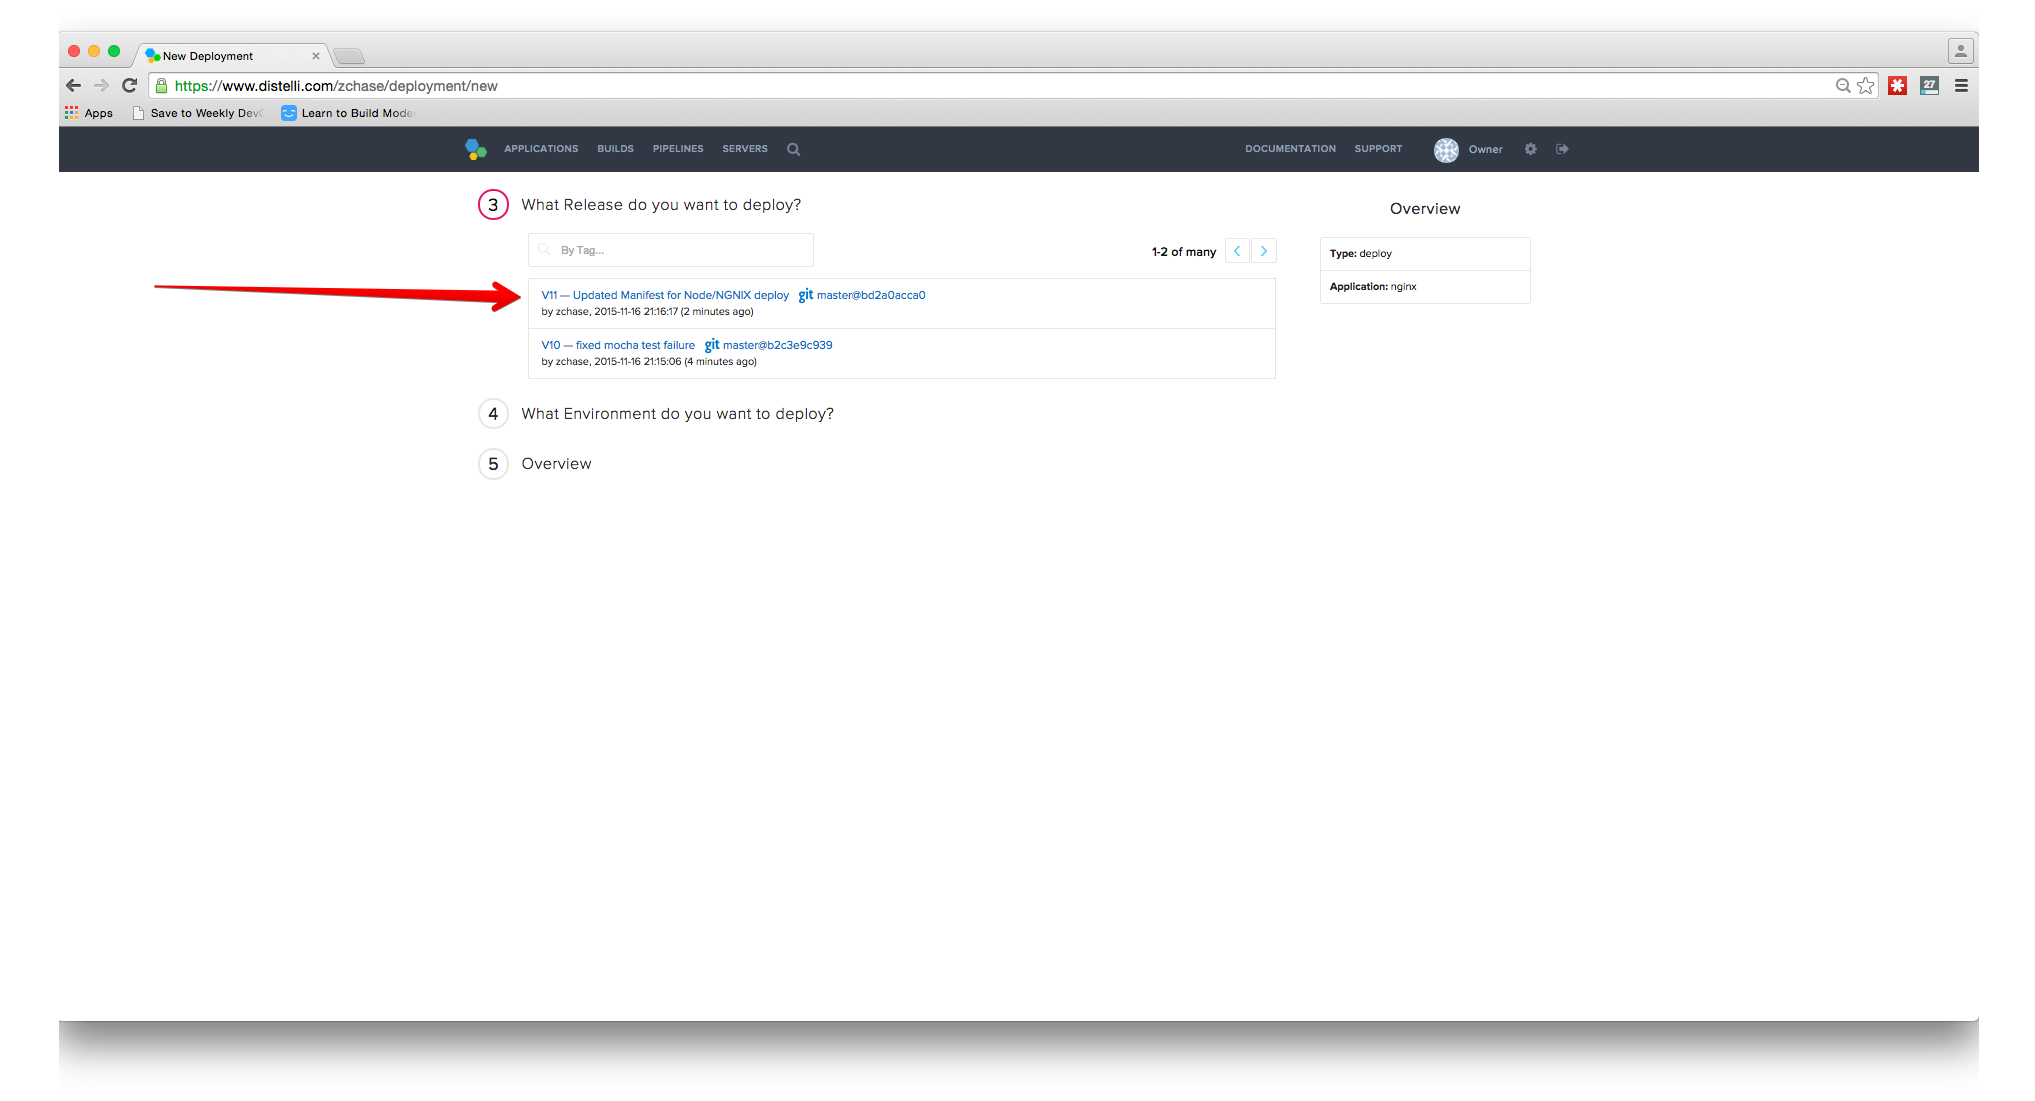 New Deployment
https://www.distelli.com/zchase/deployment/new
27
Apps Save to Weekly Dev Learn to Build Mode
APPLICATIONS BUILDS PIPELINES SERVERS DOCUMENTATION SUPPORT Owner
3 What Release do you want to deploy?
Overview
By Tag...
1-2 of many
Type: deploy
Application: nginx
V11 — Updated Manifest for Node/NGNIX deploy git master@bd2a0acca0
by zchase, 2015-11-16 21:16:17 (2 minutes ago)
V10 — fixed mocha test failure git master@b2c3e9c939
by zchase, 2015-11-16 21:15:06 (4 minutes ago)
4 What Environment do you want to deploy?
5 Overview